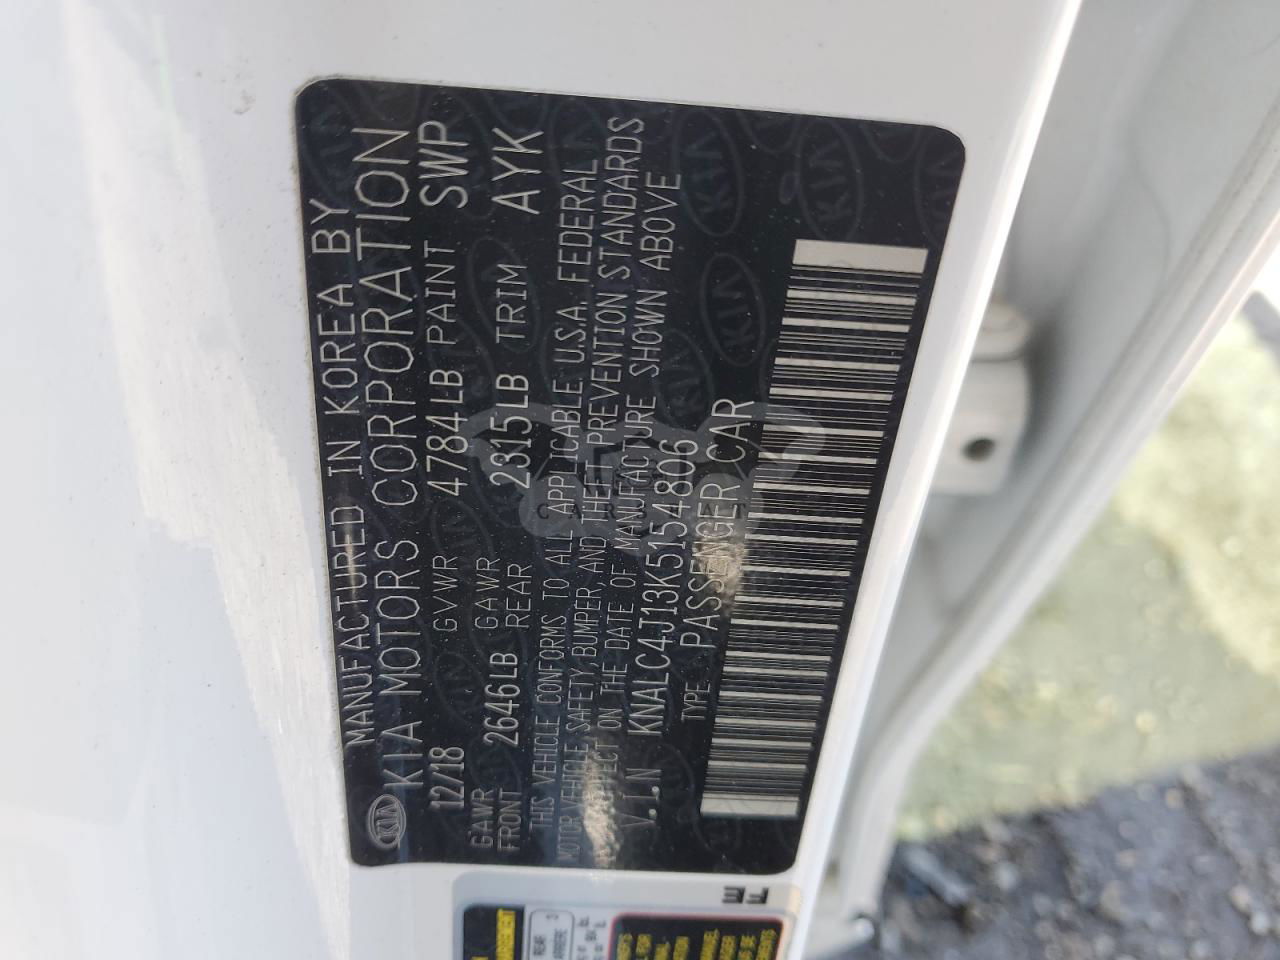 MANUFACTURED IN KOREA BY
KIA KIA MOTORS CORPORATION
12/18 GVWR 4784LB PAINT SWP
GAWR FRONT 2646LB GAWR REAR 2315LB TRIM AYK
THIS VEHICLE CONFORMS TO ALL APPLICABLE U.S.A. FEDERAL
MOTOR VEHICLE SAFETY, BUMPER, AND THEFT PREVENTION STANDARDS
IN EFFECT ON THE DATE OF MANUFACTURE SHOWN ABOVE
V.I.N KNALC4J13K5154806
TYPE PASSENGER CAR
REAR